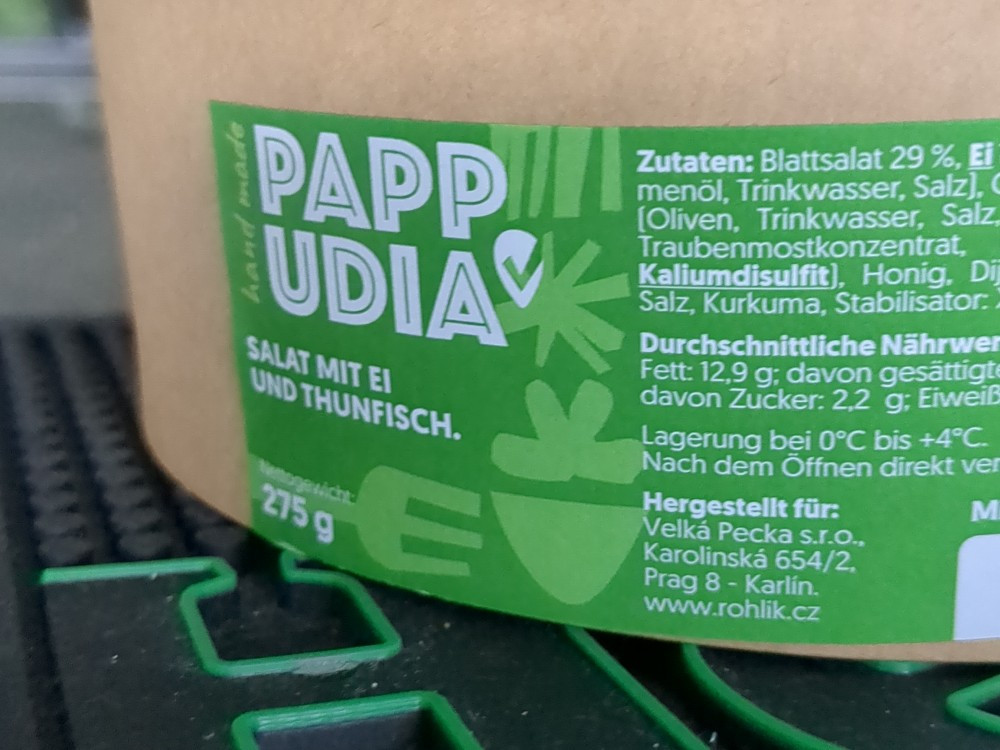 hand made
PAPP
UDIA
SALAT MIT EI
UND THUNFISCH.
Nettogewicht:
275 g
Zutaten: Blattsalat 29 %, Ei
menöl, Trinkwasser, Salz),
(Oliven, Trinkwasser, Salz,
Traubenmostkonzentrat,
Kaliumdisulfit), Honig,
Salz, Kurkuma, Stabilisator:
Durchschnittliche
Fett: 12,9 g; davon
davon Zucker: 2,2 g; Eiweiß
Lagerung bei 0°C bis +4°C.
Nach dem Öffnen direkt
Hergestellt für:
Velká Pecka s.r.o.,
Karolinská 654/2,
Prag 8 - Karlín.
www.rohlik.cz